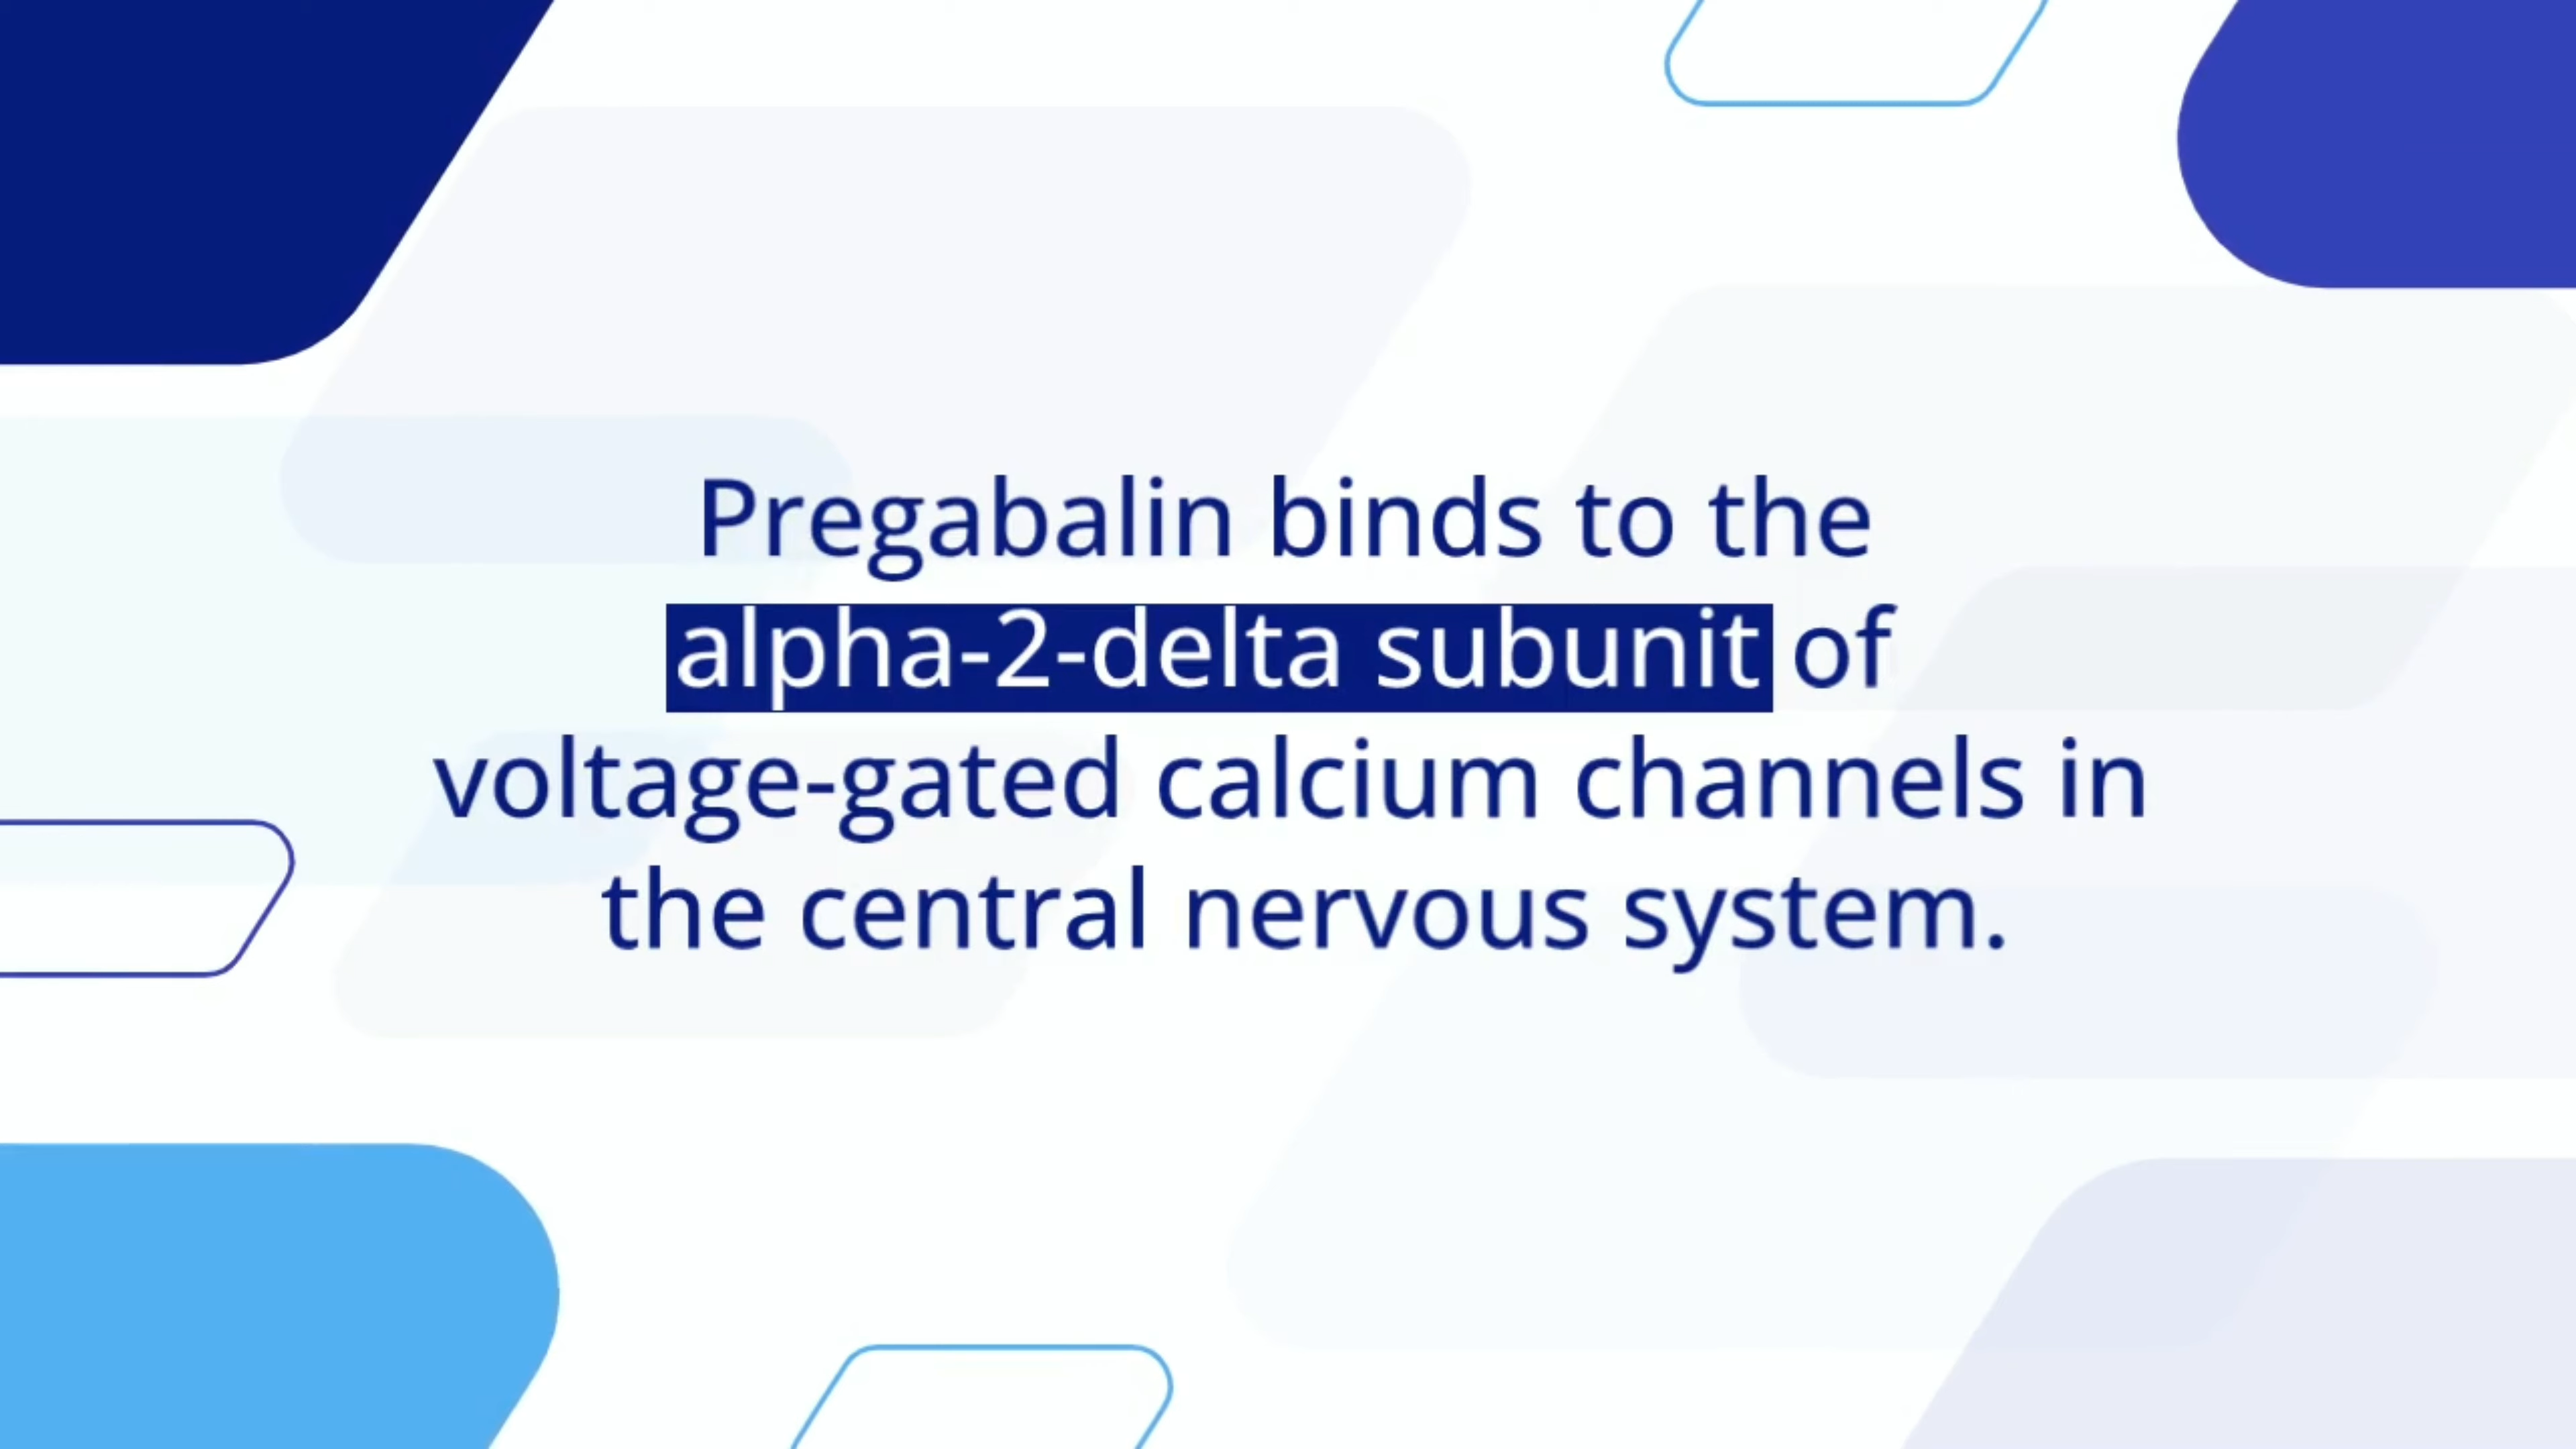 Pregabalin binds to the
alpha-2-delta subunit of
voltage-gated calcium channels in
the central nervous system.